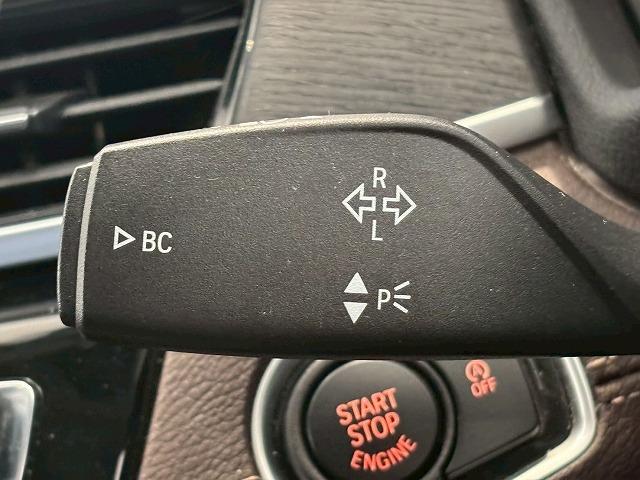 R
L
BC
P
START
STOP
ENGINE
OFF